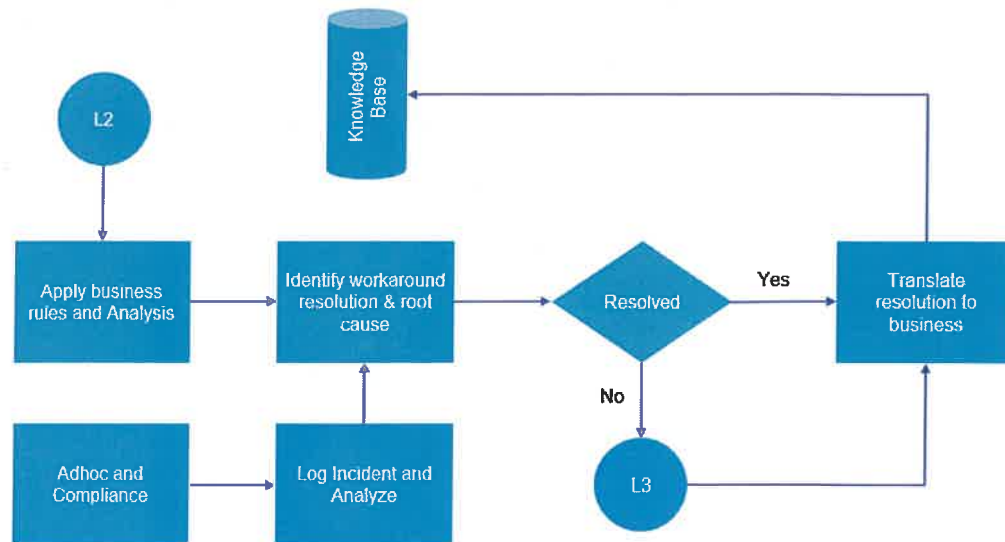 Knowledge
Base
L2
Apply business
rules and Analysis
Identify workaround
resolution & root
cause
Resolved
Yes
Translate
resolution to
business
No
Adhoc and
Compliance
Log Incident and
Analyze
L3